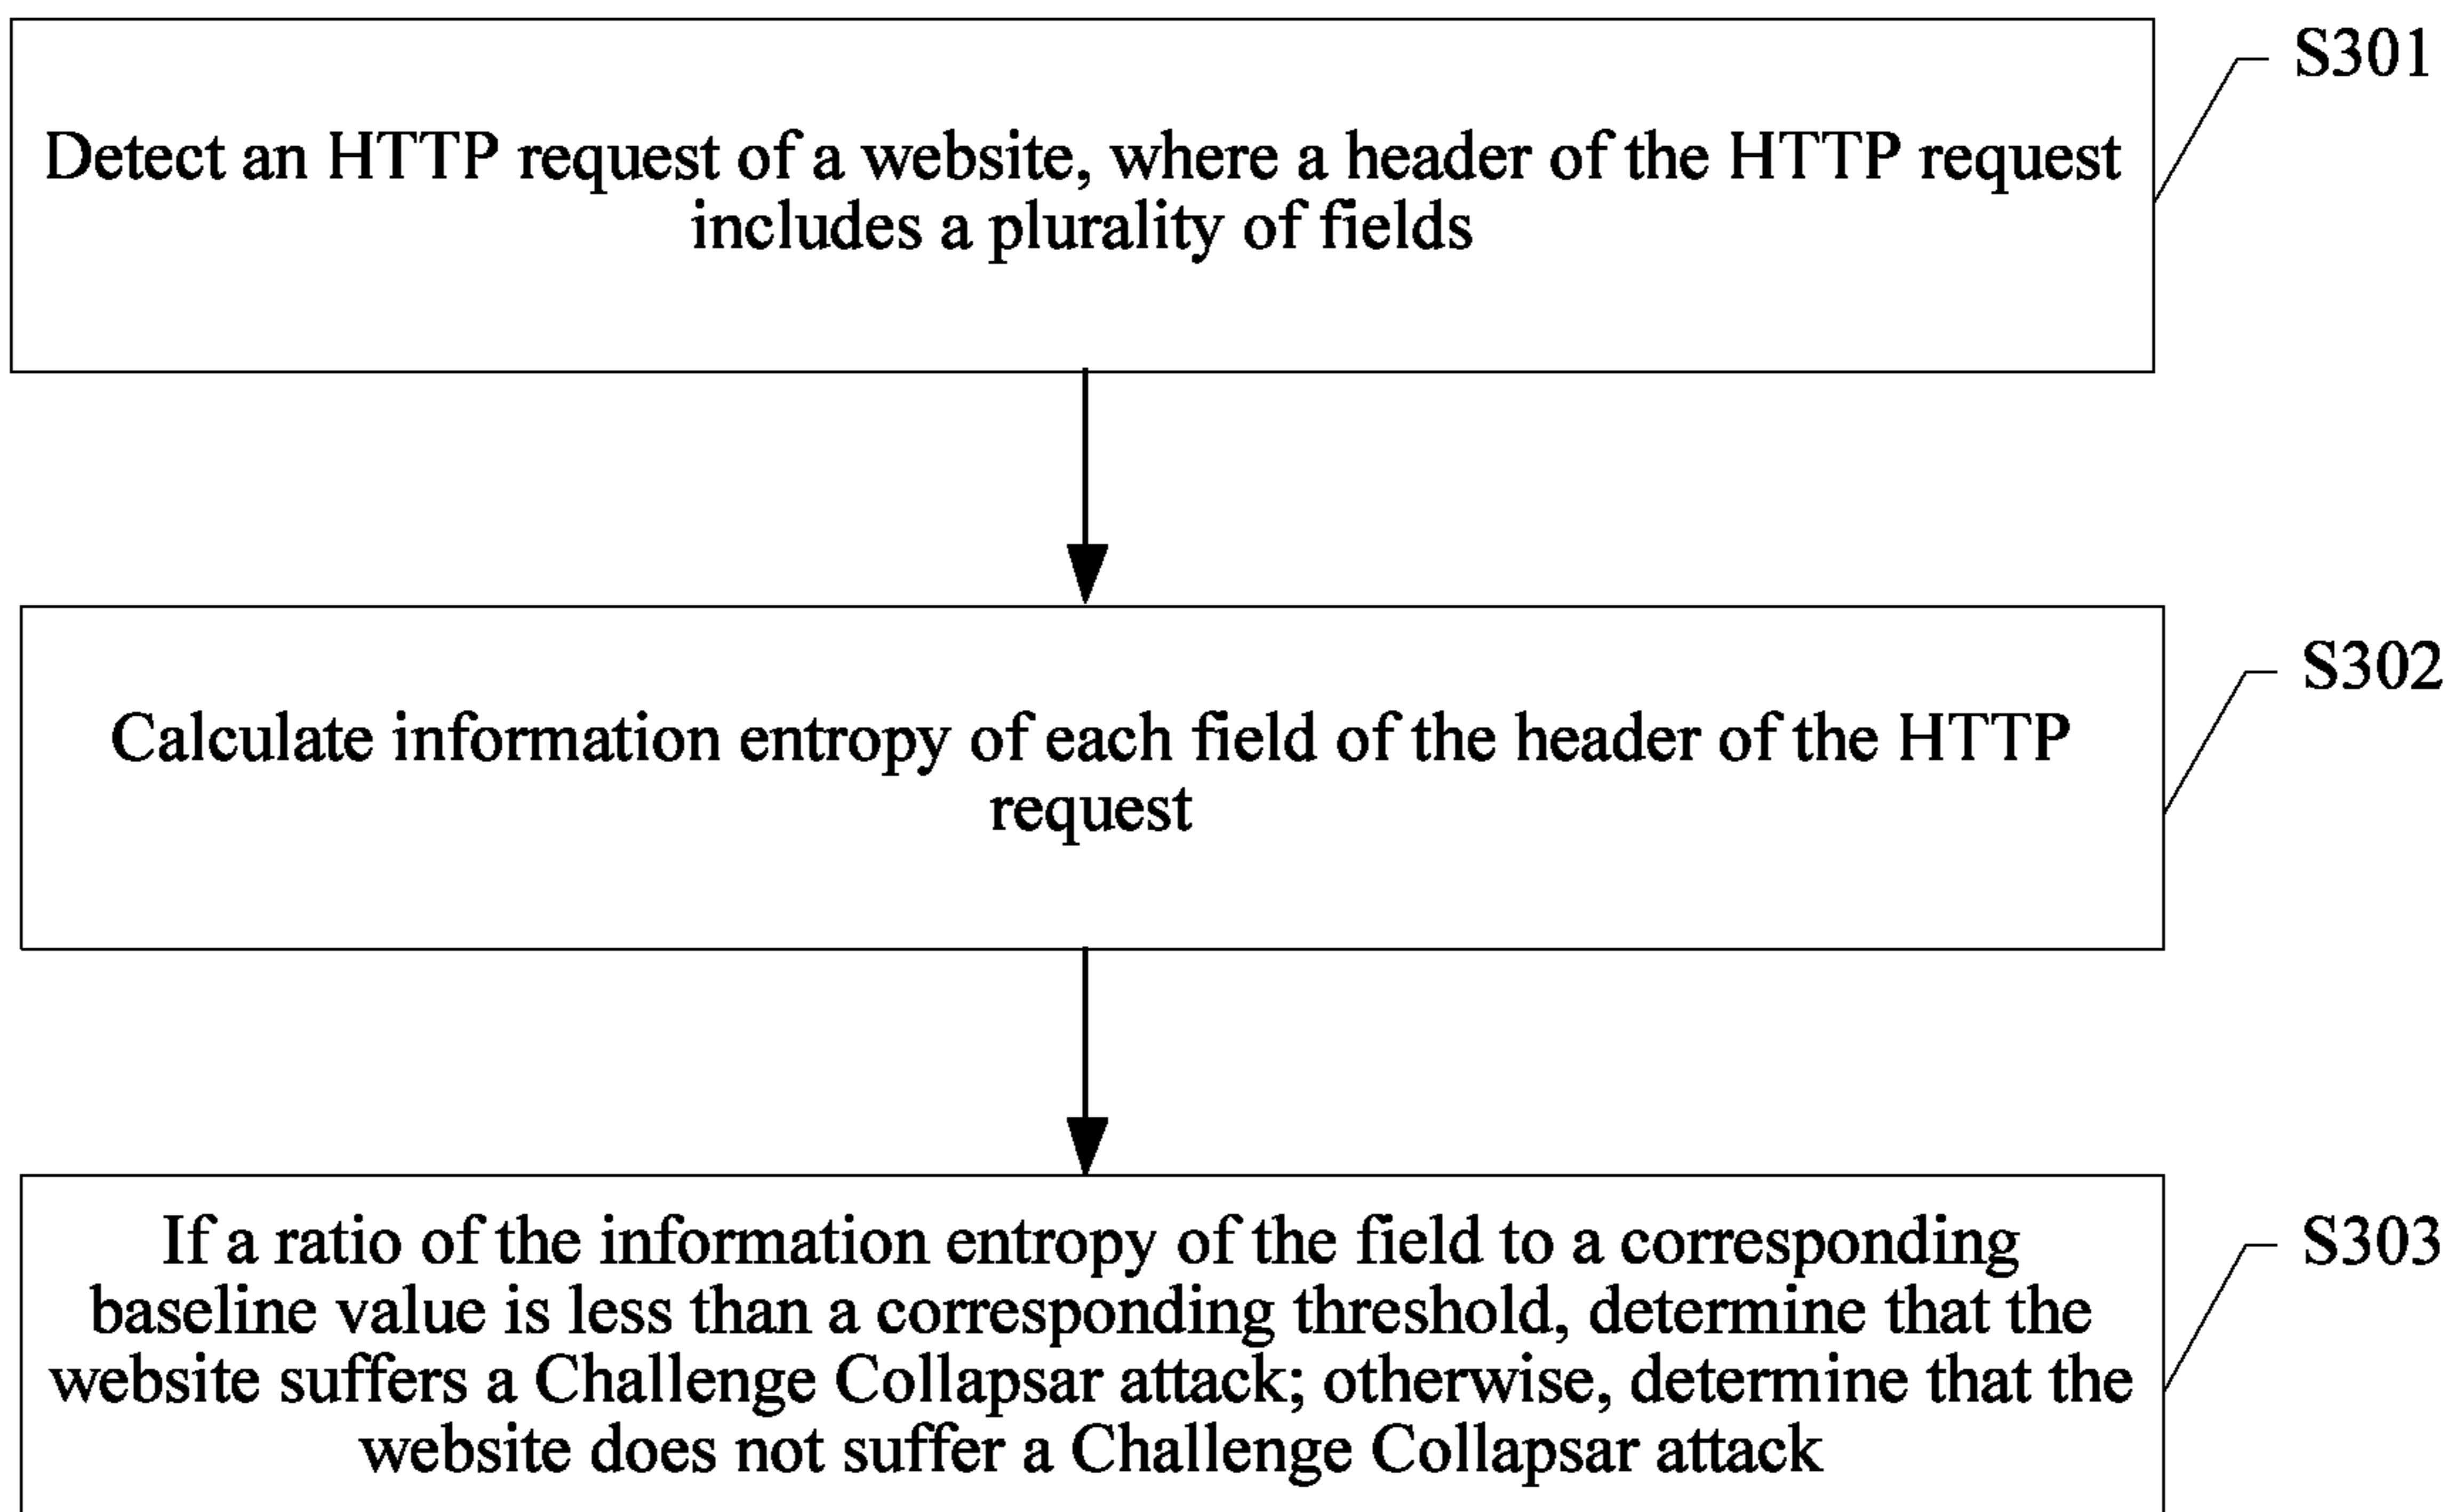 S301
Detect an HTTP request of a website, where a header of the HTTP request
includes a plurality of fields
S302
Calculate information entropy of each field of the header of the HTTP
request
S303
If a ratio of the information entropy of the field to a corresponding
baseline value is less than a corresponding threshold, determine that the
website suffers a Challenge Collapsar attack; otherwise, determine that the
website does not suffer a Challenge Collapsar attack